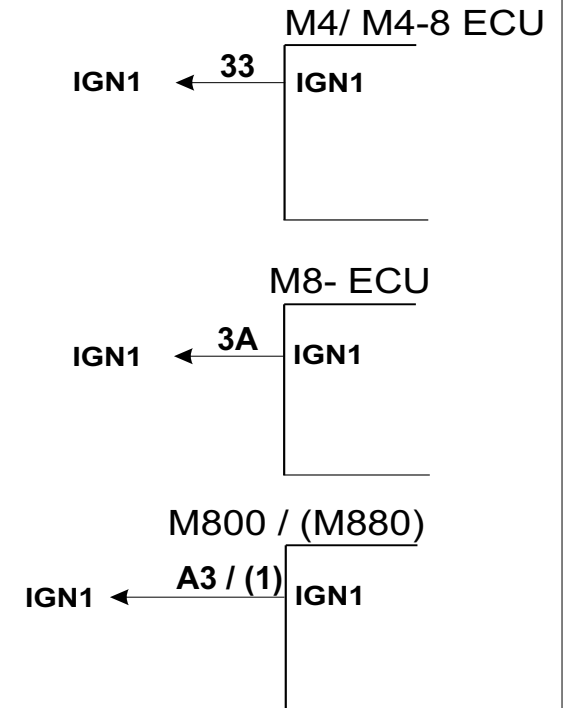 M4/ M4-8 ECU
IGN1 33 IGN1
M8- ECU
IGN1 3A IGN1
M800 / (M880)
IGN1 A3 / (1) IGN1